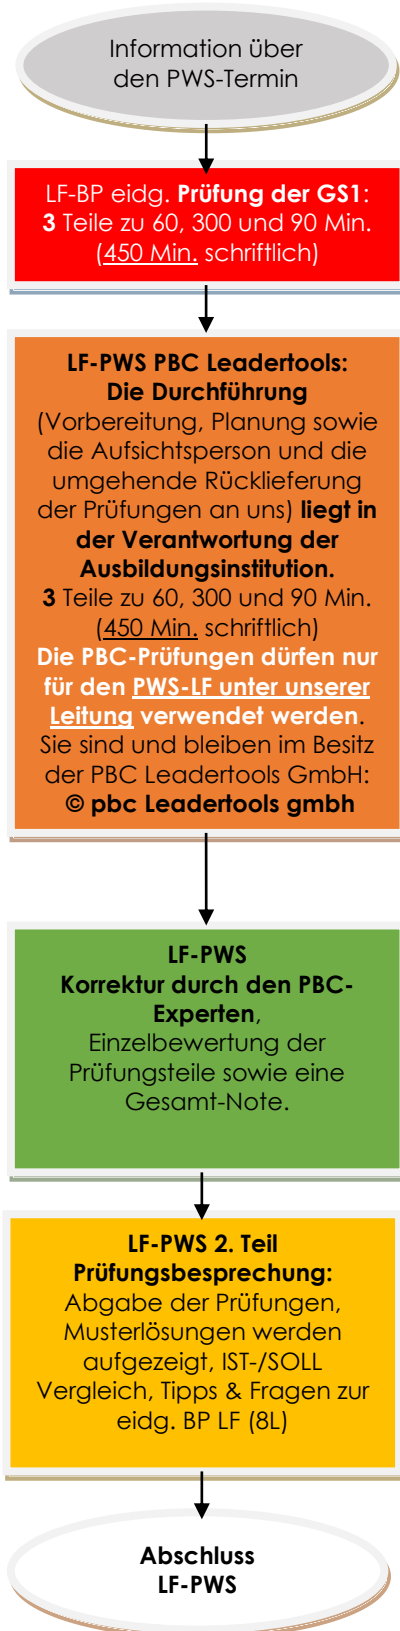 Information über
den PWS-Termin
LF-BP eidg. Prüfung der GS1:
3 Teile zu 60, 300 und 90 Min.
(450 Min. schriftlich)
LF-PWS PBC Leadertools:
Die Durchführung
(Vorbereitung, Planung sowie
die Aufsichtsperson und die
umgehende Rücklieferung
der Prüfungen an uns) liegt in
der Verantwortung der
Ausbildungsinstitution.
3 Teile zu 60, 300 und 90 Min.
(450 Min. schriftlich)
Die PBC-Prüfungen dürfen nur
für den PWS-LF unter unserer
Leitung verwendet werden.
Sie sind und bleiben im Besitz
der PBC Leadertools GmbH:
© pbc Leadertools gmbh
LF-PWS
Korrektur durch den PBC-
Experten,
Einzelbewertung der
Prüfungsteile sowie eine
Gesamt-Note.
LF-PWS 2. Teil
Prüfungsbesprechung:
Abgabe der Prüfungen,
Musterlösungen werden
aufgezeigt, IST-/SOLL
Vergleich, Tipps & Fragen zur
eidg. BP LF (8L)
Abschluss
LF-PWS